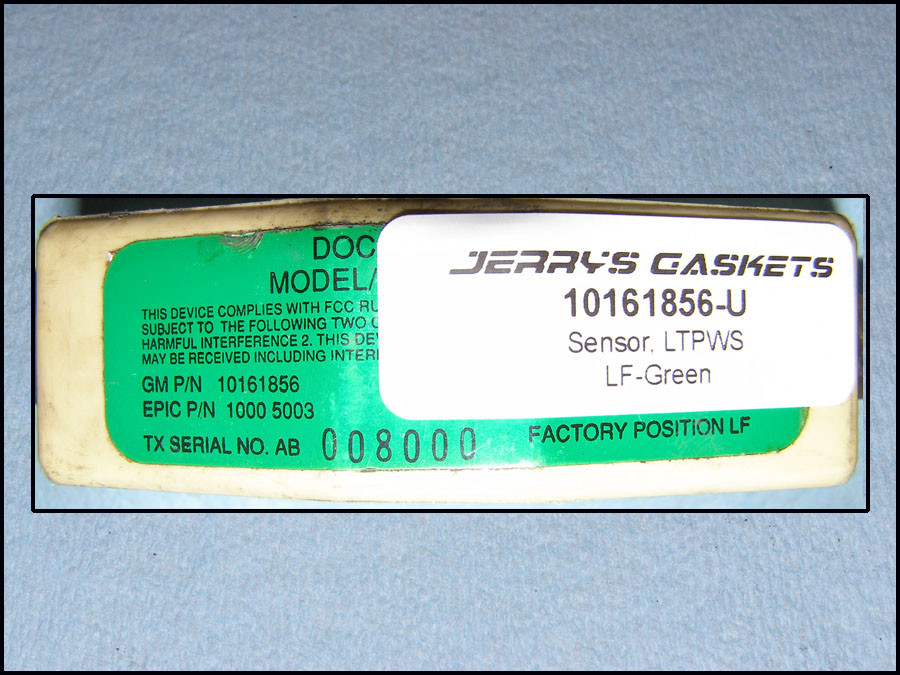 DOC
MODEL/
THIS DEVICE COMPLIES WITH FCC RU
SUBJECT TO THE FOLLOWING TWO
HARMFUL INTERFERENCE 2. THIS DEV
MAY BE RECEIVED INCLUDING INTER
GM P/N 10161856
EPIC P/N 1000 5003
TX SERIAL NO. AB 008000
FACTORY POSITION LF
JERRYS GASKETS
10161856-U
Sensor, LTPWS
LF-Green